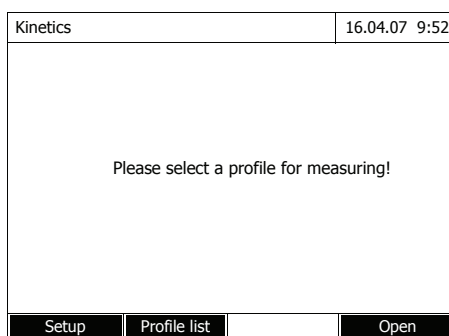 Kinetics 16.04.07 9:52
Please select a profile for measuring!
Setup Profile list Open